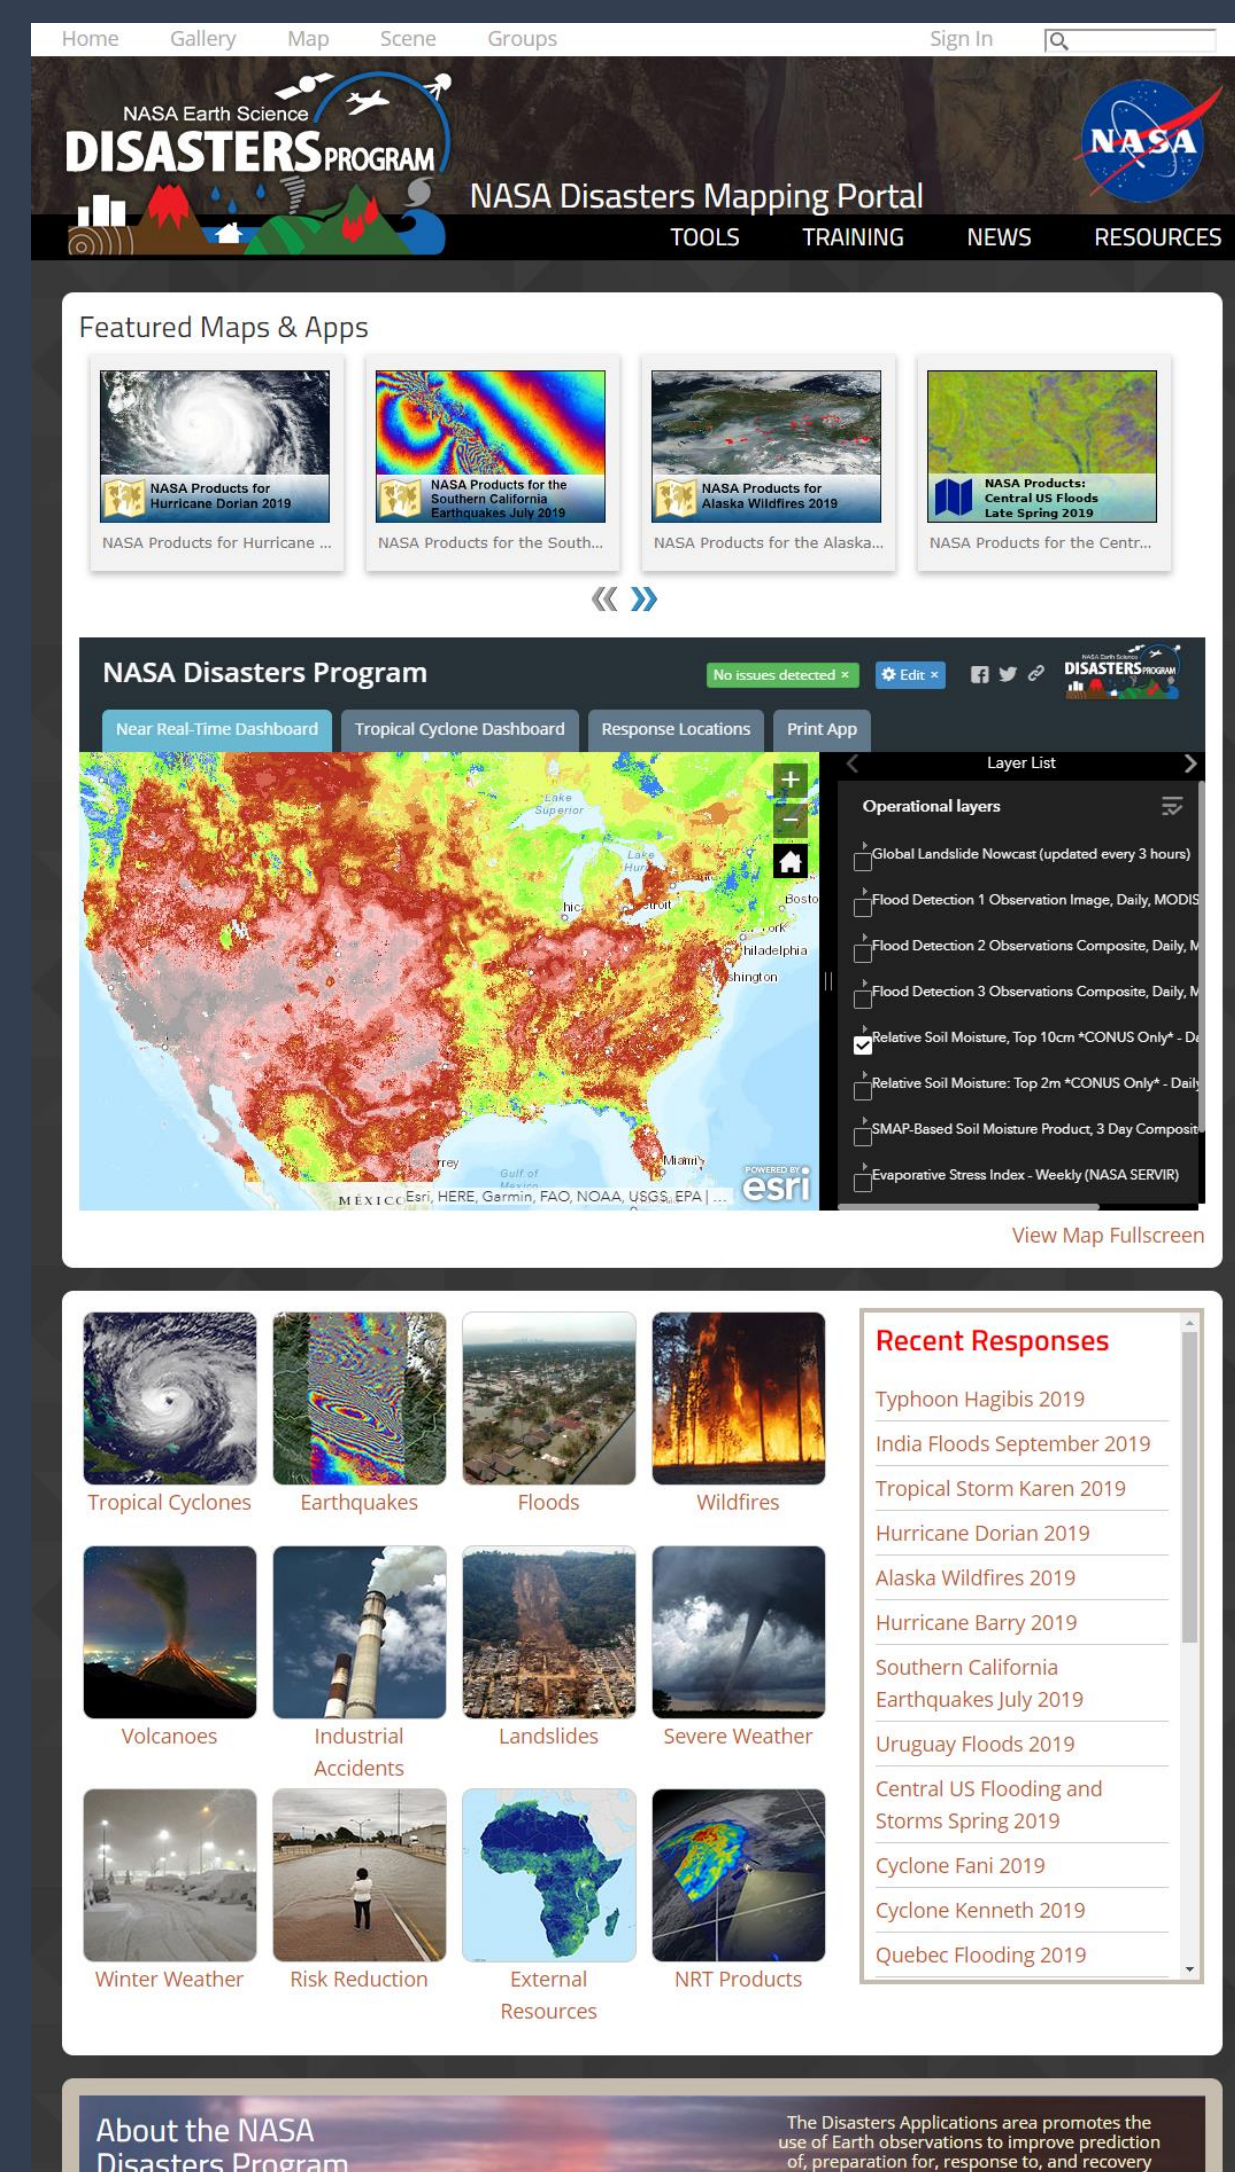 Home Gallery Map Scene Groups Sign In
NASA Earth Science
DISASTERS PROGRAM
NASA
NASA Disasters Mapping Portal
TOOLS TRAINING NEWS RESOURCES
Featured Maps & Apps
NASA Products for
Hurricane Dorian 2019
NASA Products for Hurricane ...
NASA Products for the
Southern California
Earthquakes July 2019
NASA Products for the South...
NASA Products for
Alaska Wildfires 2019
NASA Products for the Alaska...
NASA Products:
Central US Floods
Late Spring 2019
NASA Products for the Centr...
NASA Disasters Program
No issues detected ×
Edit ×
NASA Earth Science
DISASTERS PROGRAM
Near Real-Time Dashboard Tropical Cyclone Dashboard Response Locations Print App
Lake
Superior
Lake
Hur
hica
etroit
Bosto
ork
hiladelphia
shington
rrey
Gulf of
Mexico
Miami
MÉXICO
Esri, HERE, Garmin, FAO, NOAA, USGS, EPA | ...
POWERED BY
esri
Layer List
Operational layers
Global Landslide Nowcast (updated every 3 hours)
Flood Detection 1 Observation Image, Daily, MODIS
Flood Detection 2 Observations Composite, Daily, M
Flood Detection 3 Observations Composite, Daily, M
Relative Soil Moisture, Top 10cm *CONUS Only* - Da
Relative Soil Moisture: Top 2m *CONUS Only* - Daily
SMAP-Based Soil Moisture Product, 3 Day Composit
Evaporative Stress Index - Weekly (NASA SERVIR)
View Map Fullscreen
Tropical Cyclones
Earthquakes
Floods
Wildfires
Volcanoes
Industrial
Accidents
Landslides
Severe Weather
Winter Weather
Risk Reduction
External
Resources
NRT Products
Recent Responses
Typhoon Hagibis 2019
India Floods September 2019
Tropical Storm Karen 2019
Hurricane Dorian 2019
Alaska Wildfires 2019
Hurricane Barry 2019
Southern California
Earthquakes July 2019
Uruguay Floods 2019
Central US Flooding and
Storms Spring 2019
Cyclone Fani 2019
Cyclone Kenneth 2019
Quebec Flooding 2019
About the NASA
Disasters Program
The Disasters Applications area promotes the
use of Earth observations to improve prediction
of, preparation for, response to, and recovery